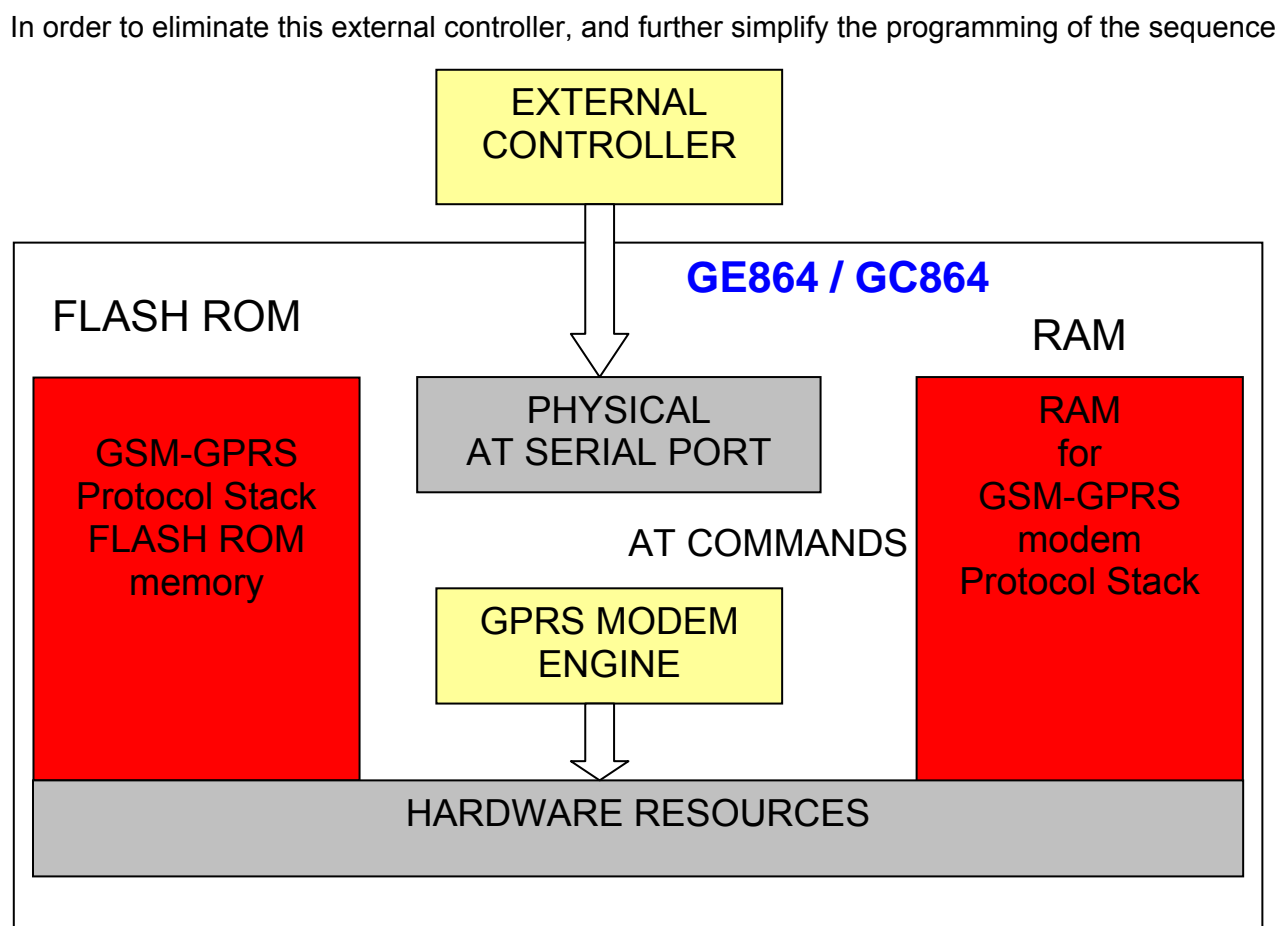 In order to eliminate this external controller, and further simplify the programming of the sequence
EXTERNAL
CONTROLLER
GE864 / GC864
FLASH ROM
RAM
GSM-GPRS
Protocol Stack
FLASH ROM
memory
PHYSICAL
AT SERIAL PORT
RAM
for
GSM-GPRS
modem
Protocol Stack
AT COMMANDS
GPRS MODEM
ENGINE
HARDWARE RESOURCES